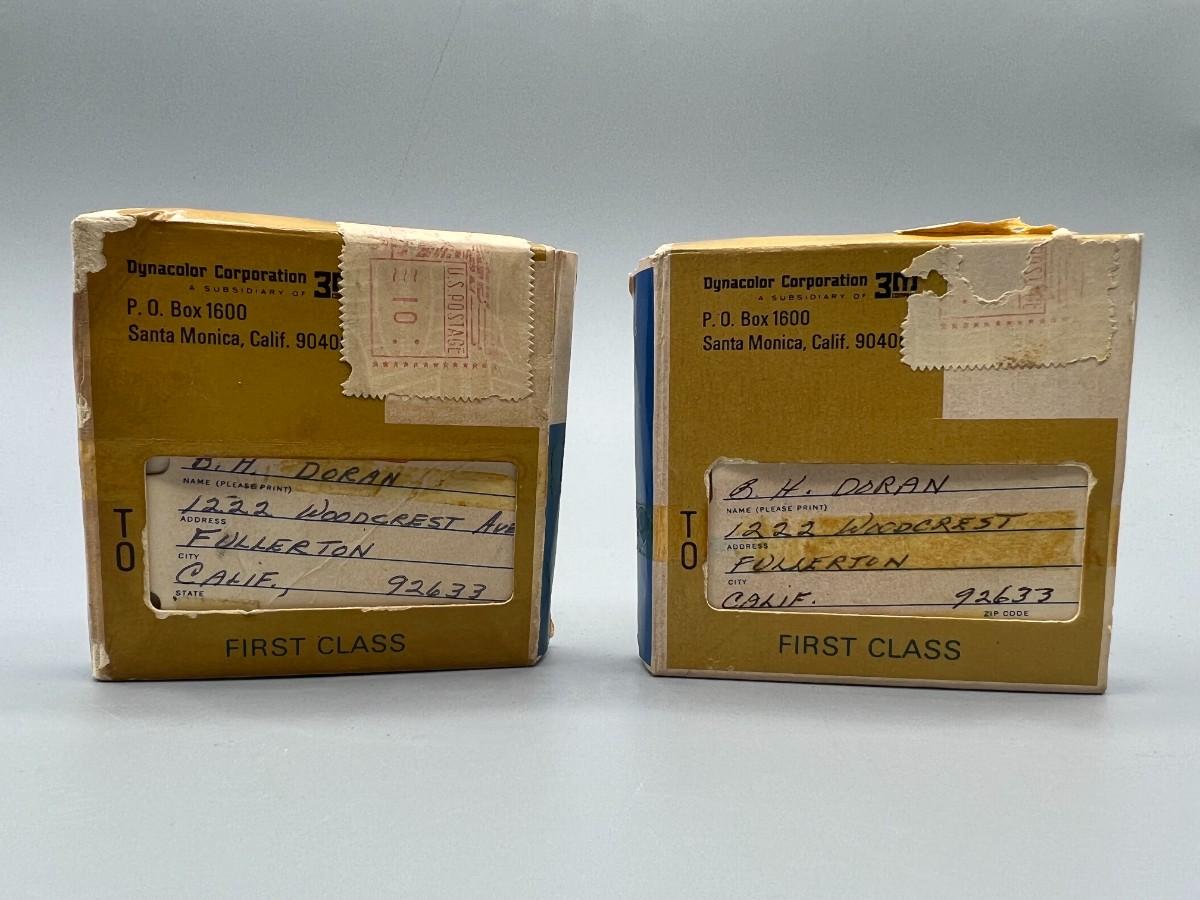 Dynacolor Corporation 3
A SUBSIDIARY OF
P. O. Box 1600
Santa Monica, Calif. 9040
U.S. POSTAGE
10
B. H. DORAN
NAME (PLEASE PRINT)
1222 WOODCREST AVE
ADDRESS
FULLERTON
CITY
CALIF., 92633
STATE
TO
FIRST CLASS
Dynacolor Corporation 3M
A SUBSIDIARY OF
P. O. Box 1600
Santa Monica, Calif. 9040
B. H. DORAN
NAME (PLEASE PRINT)
1222 WOODCREST
ADDRESS
FULLERTON
CITY
CALIF. 92633
ZIP CODE
TO
FIRST CLASS